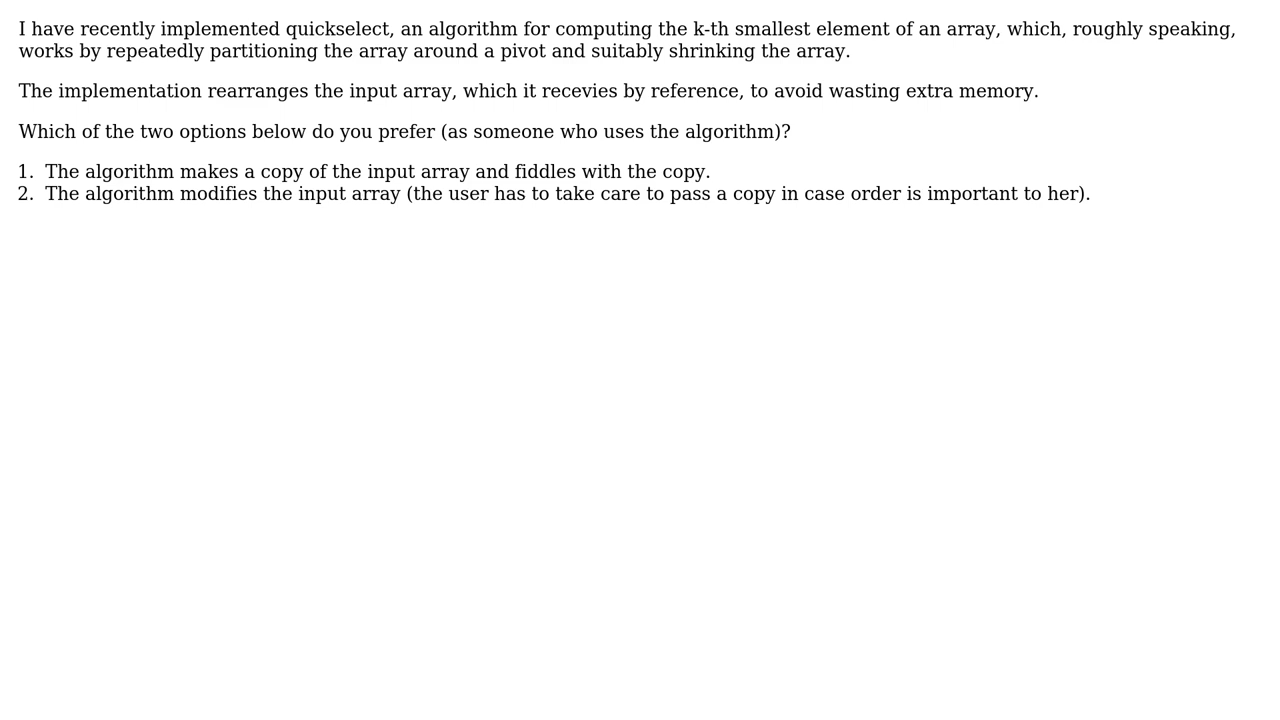 I have recently implemented quickselect, an algorithm for computing the k-th smallest element of an array, which, roughly speaking,
works by repeatedly partitioning the array around a pivot and suitably shrinking the array.
The implementation rearranges the input array, which it recevies by reference, to avoid wasting extra memory.
Which of the two options below do you prefer (as someone who uses the algorithm)?
1. The algorithm makes a copy of the input array and fiddles with the copy.
2. The algorithm modifies the input array (the user has to take care to pass a copy in case order is important to her).